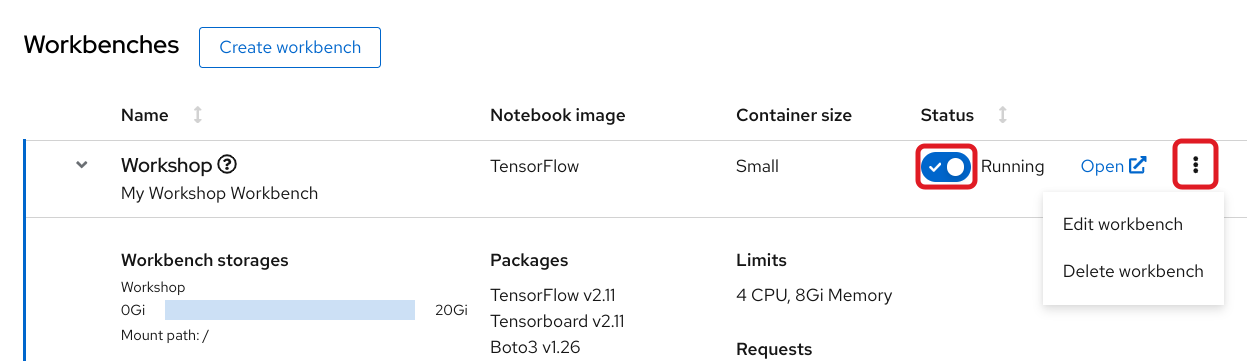 Workbenches Create workbench
Name Notebook image Container size Status
Workshop TensorFlow Small Running Open
My Workshop Workbench
Edit workbench
Delete workbench
Workbench storages Packages Limits
Workshop
TensorFlow v2.11 4 CPU, 8Gi Memory
0Gi 20Gi
Tensorboard v2.11
Mount path: /
Boto3 v1.26 Requests